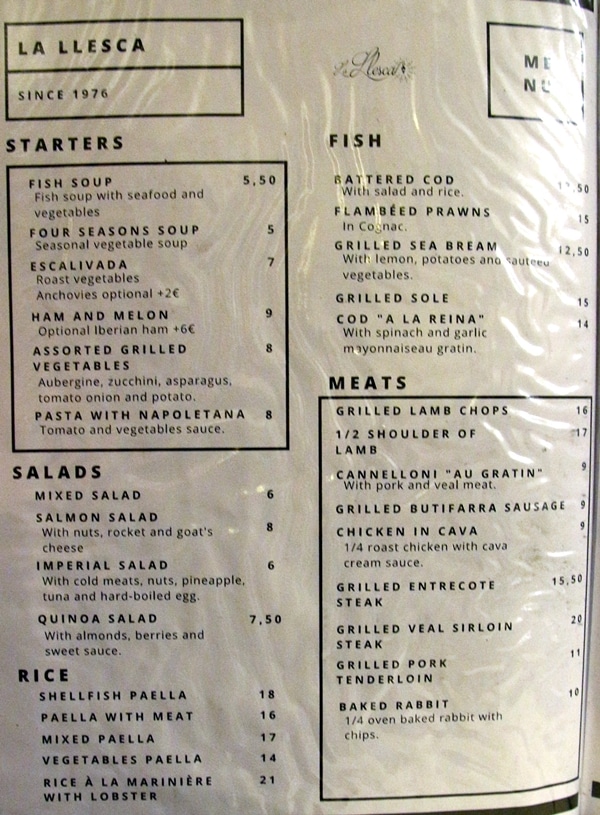 LA LLESCA
SINCE 1976
Llesca
ME
NU
STARTERS
FISH SOUP 5,50
Fish soup with seafood and
vegetables
FOUR SEASONS SOUP 5
Seasonal vegetable soup
ESCALIVADA 7
Roast vegetables
Anchovies optional +2€
HAM AND MELON 9
Optional Iberian ham +6€
ASSORTED GRILLED 8
VEGETABLES
Aubergine, zucchini, asparagus,
tomato onion and potato.
PASTA WITH NAPOLETANA 8
Tomato and vegetables sauce.
SALADS
MIXED SALAD 6
SALMON SALAD
With nuts, rocket and goat's 8
cheese
IMPERIAL SALAD 6
With cold meats, nuts, pineapple,
tuna and hard-boiled egg.
QUINOA SALAD 7,50
With almonds, berries and
sweet sauce.
RICE
SHELLFISH PAELLA 18
PAELLA WITH MEAT 16
MIXED PAELLA 17
VEGETABLES PAELLA 14
RICE À LA MARINIÈRE 21
WITH LOBSTER
FISH
BATTERED COD
With salad and rice.
FLAMBÉED PRAWNS 15
In Cognac.
GRILLED SEA BREAM 12,50
With lemon, potatoes and sauteed
vegetables.
GRILLED SOLE 15
COD "A LA REINA" 14
With spinach and garlic
mayonnaiseau gratin.
MEATS
GRILLED LAMB CHOPS 16
1/2 SHOULDER OF 17
LAMB
CANNELLONI "AU GRATIN" 9
With pork and veal meat.
GRILLED BUTIFARRA SAUSAGE 9
CHICKEN IN CAVA 9
1/4 roast chicken with cava
cream sauce.
GRILLED ENTRECOTE 15,50
STEAK
GRILLED VEAL SIRLOIN 20
STEAK
GRILLED PORK 11
TENDERLOIN
BAKED RABBIT 10
1/4 oven baked rabbit with
chips.